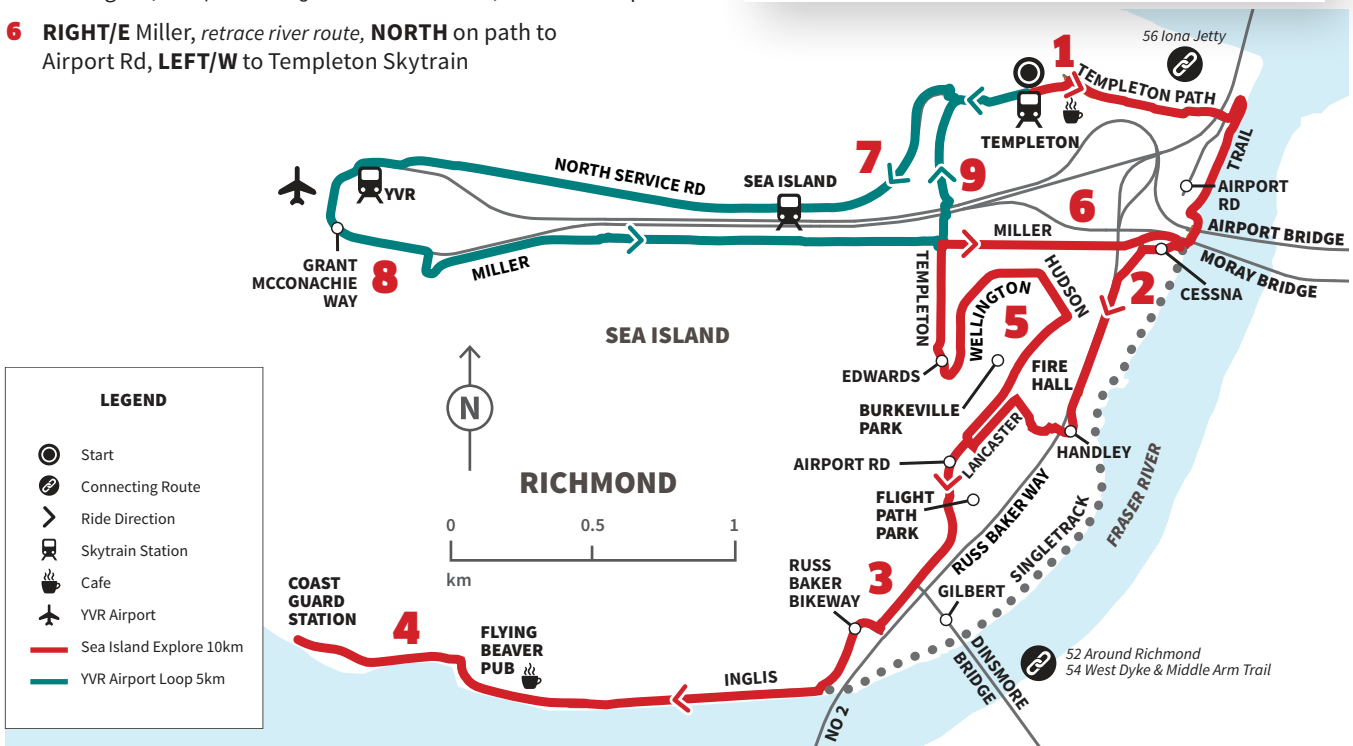 6 RIGHT/E Miller, retrace river route, NORTH on path to
Airport Rd, LEFT/W to Templeton Skytrain
56 Iona Jetty
1
TEMPLETON PATH
TEMPLETON
TRAIL
7
NORTH SERVICE RD
SEA ISLAND
9
YVR
AIRPORT
RD
6
MILLER
AIRPORT BRIDGE
MORAY BRIDGE
GRANT
MCCONACHIE
WAY
8
MILLER
TEMPLETON
WELLINGTON
HUDSON
2
CESSNA
5
SEA ISLAND
EDWARDS
FIRE
HALL
BURKEVILLE
PARK
N
LANCASTER
HANDLEY
AIRPORT RD
RICHMOND
FLIGHT
PATH
PARK
RUSS BAKER WAY
SINGLETRACK
FRASER RIVER
0 0.5 1
km
RUSS
BAKER
BIKEWAY
3
GILBERT
DINSMORE
BRIDGE
52 Around Richmond
54 West Dyke & Middle Arm Trail
COAST
GUARD
STATION
4
FLYING
BEAVER
PUB
INGLIS
NO 2
LEGEND
Start
Connecting Route
Ride Direction
Skytrain Station
Cafe
YVR Airport
Sea Island Explore 10km
YVR Airport Loop 5km